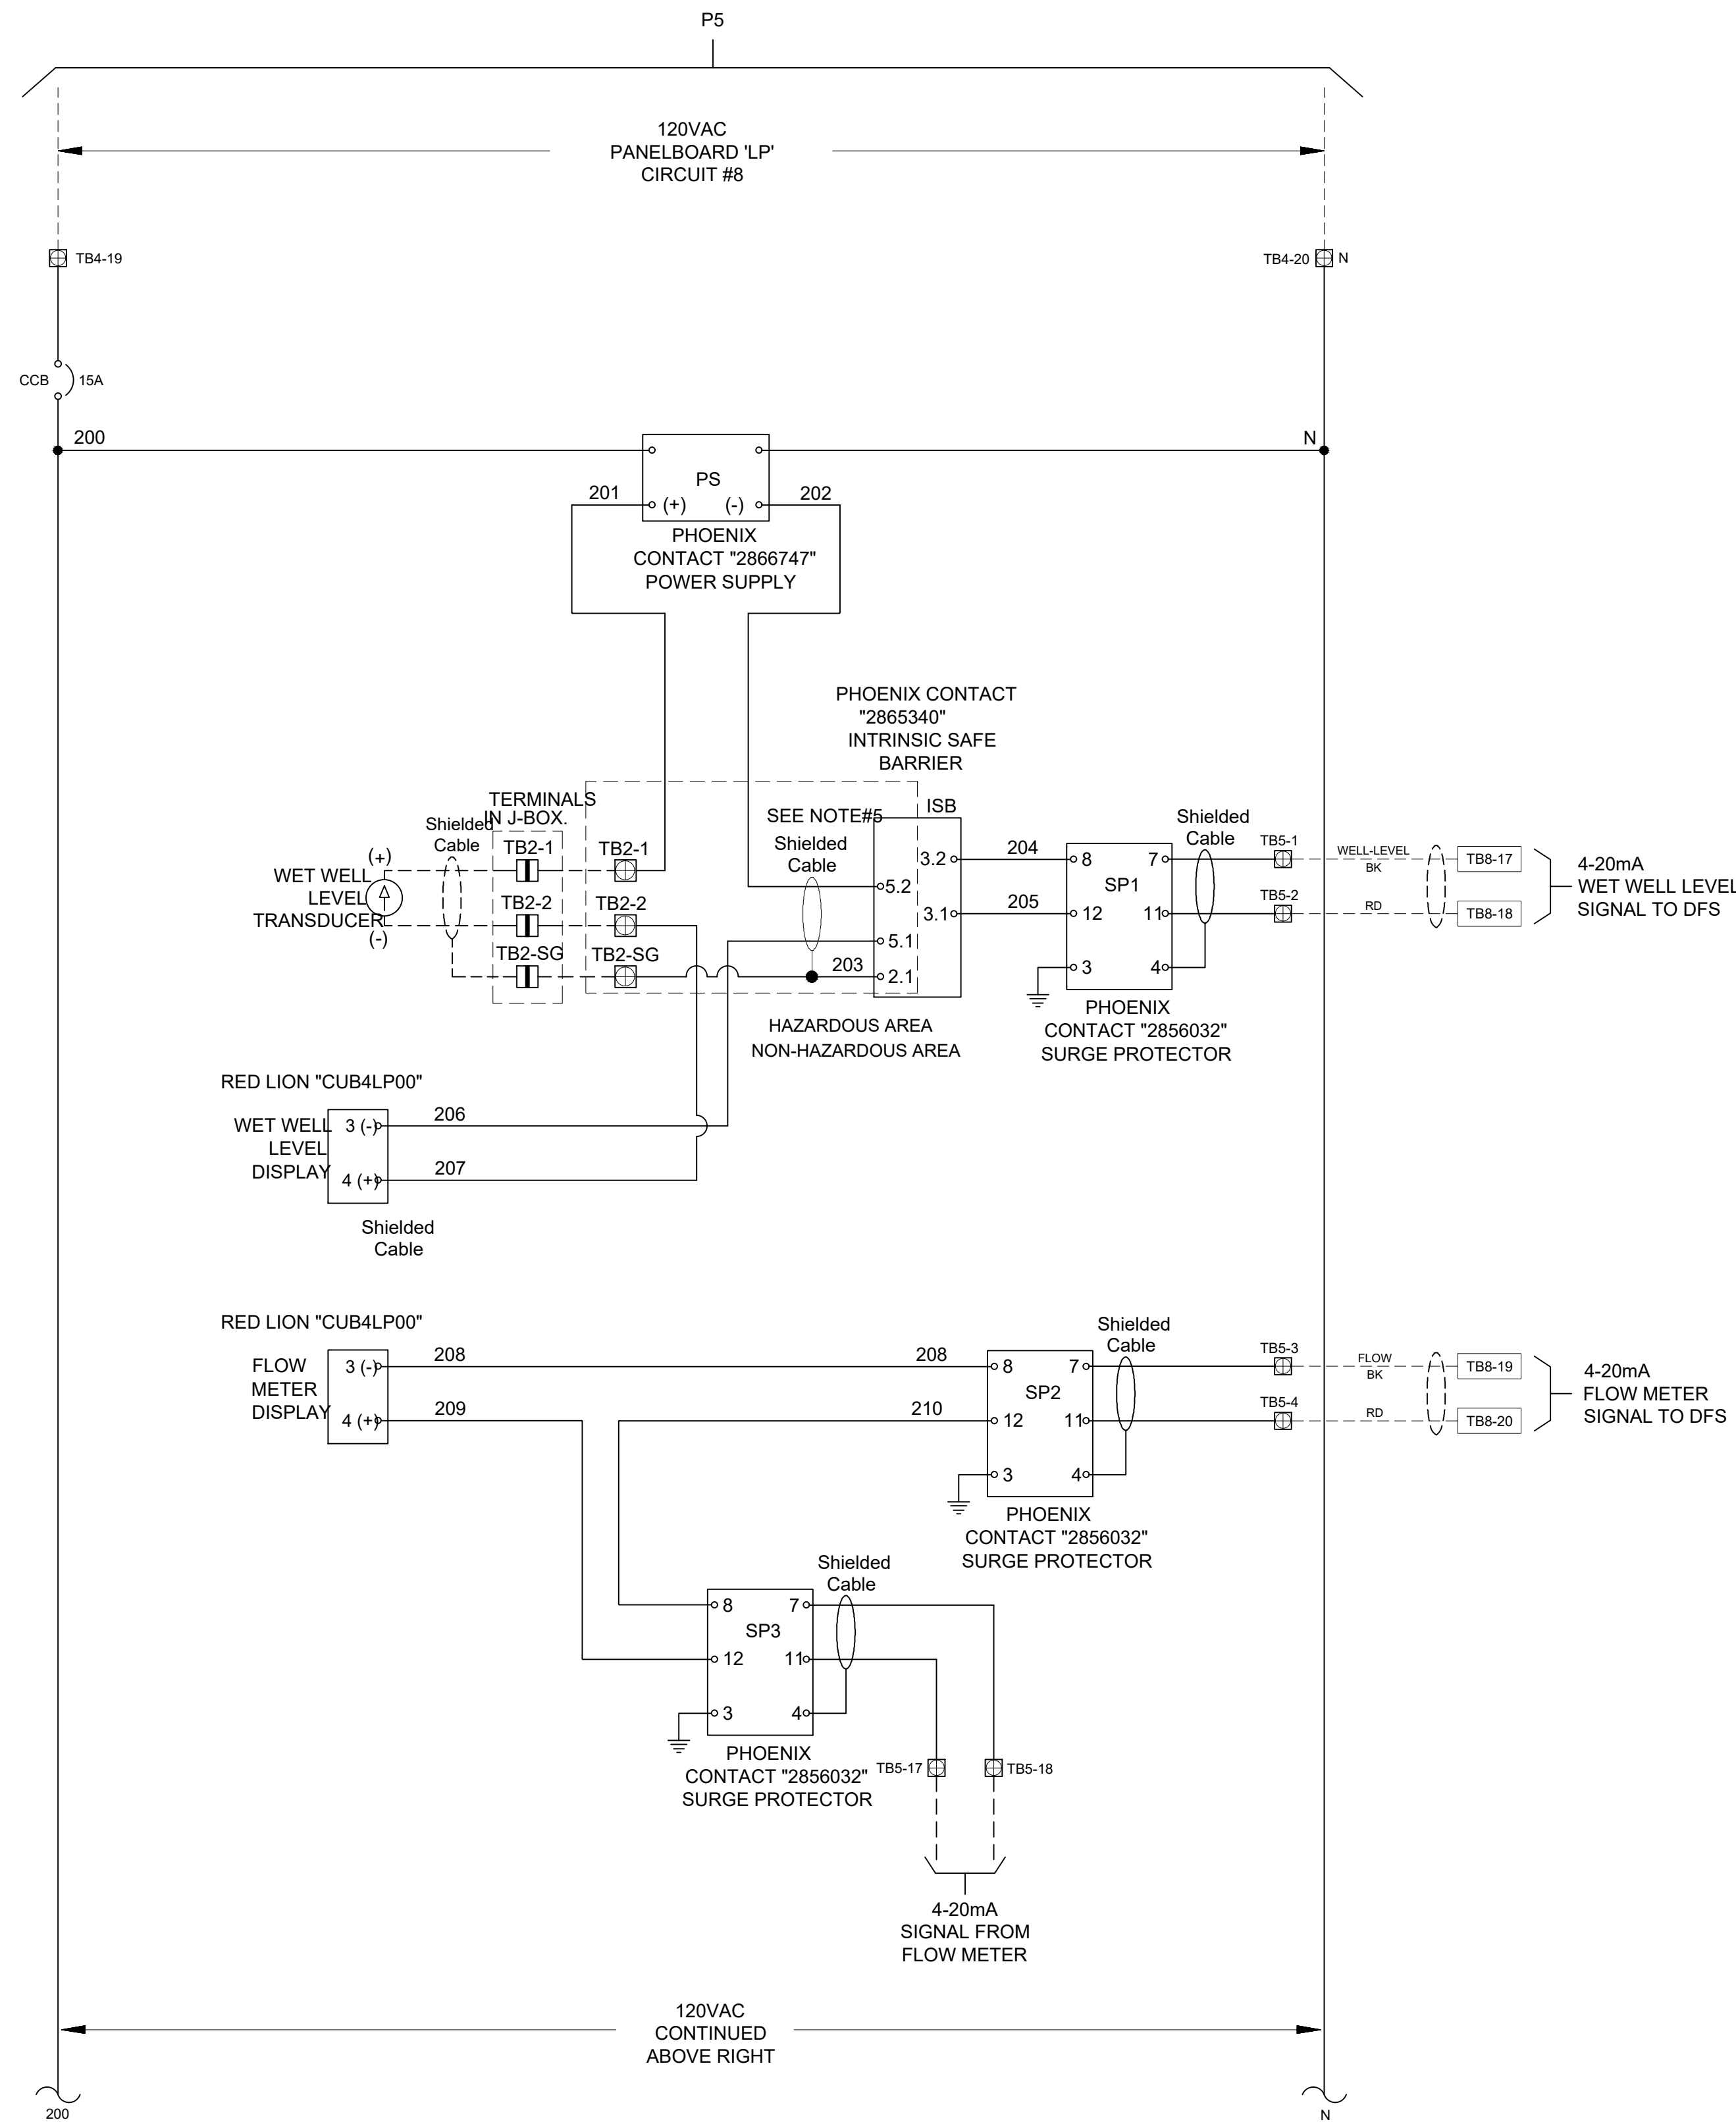 P5
120VAC
PANELBOARD 'LP'
CIRCUIT #8
TB4-19
TB4-20
N
CCB
15A
200
N
PS
201
(+)
(-)
202
PHOENIX
CONTACT "2866747"
POWER SUPPLY
PHOENIX CONTACT
"2865340"
INTRINSIC SAFE
BARRIER
TERMINALS
IN J-BOX.
SEE NOTE#5
ISB
Shielded
Cable
Shielded
Cable
Shielded
Cable
(+)
WET WELL
LEVEL
TRANSDUCER
(-)
TB2-1
TB2-1
TB2-2
TB2-2
TB2-SG
TB2-SG
203
5.2
5.1
2.1
3.2
3.1
204
205
8
7
SP1
12
11
3
4
TB5-1
TB5-2
WELL-LEVEL
BK
RD
TB8-17
TB8-18
4-20mA
WET WELL LEVEL
SIGNAL TO DFS
HAZARDOUS AREA
NON-HAZARDOUS AREA
PHOENIX
CONTACT "2856032"
SURGE PROTECTOR
RED LION "CUB4LP00"
WET WELL
LEVEL
DISPLAY
3 (-)
4 (+)
206
207
Shielded
Cable
RED LION "CUB4LP00"
FLOW
METER
DISPLAY
3 (-)
4 (+)
208
208
209
210
Shielded
Cable
8
7
SP2
12
11
3
4
TB5-3
TB5-4
FLOW
BK
RD
TB8-19
TB8-20
4-20mA
FLOW METER
SIGNAL TO DFS
PHOENIX
CONTACT "2856032"
SURGE PROTECTOR
Shielded
Cable
8
7
SP3
12
11
3
4
PHOENIX
CONTACT "2856032"
SURGE PROTECTOR
TB5-17
TB5-18
4-20mA
SIGNAL FROM
FLOW METER
120VAC
CONTINUED
ABOVE RIGHT
200
N